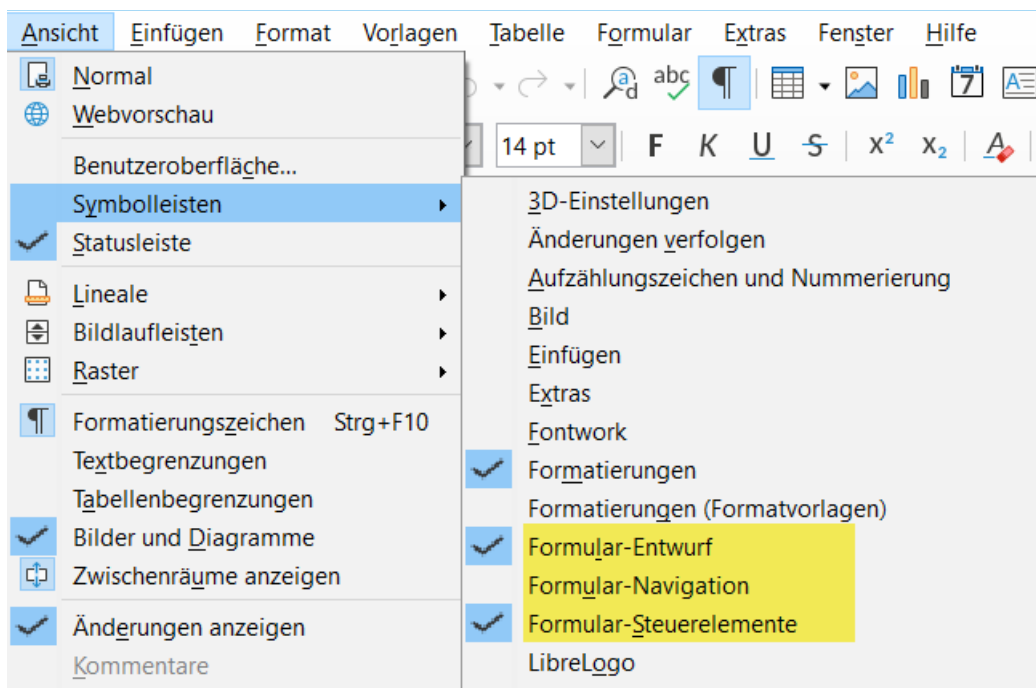 Ansicht Einfügen Format Vorlagen Tabelle Formular Extras Fenster Hilfe
Normal
Webvorschau
abc
7
A
14 pt F K U S X² X₂ A
Benutzeroberfläche...
Symbolleisten
Statusleiste
Lineale
Bildlaufleisten
Raster
Formatierungszeichen Strg+F10
Textbegrenzungen
Tabellenbegrenzungen
Bilder und Diagramme
Zwischenräume anzeigen
Änderungen anzeigen
Kommentare
3D-Einstellungen
Änderungen verfolgen
Aufzählungszeichen und Nummerierung
Bild
Einfügen
Extras
Fontwork
Formatierungen
Formatierungen (Formatvorlagen)
Formular-Entwurf
Formular-Navigation
Formular-Steuerelemente
LibreLogo